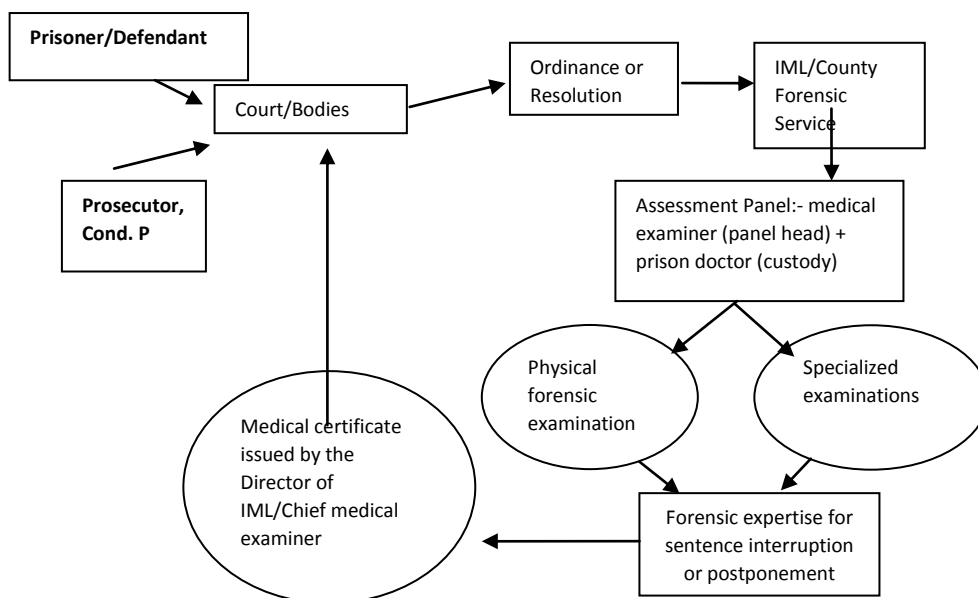 Prisoner/Defendant
Court/Bodies
Prosecutor,
Cond. P
Ordinance or
Resolution
IML/County
Forensic
Service
Assessment Panel:- medical
examiner (panel head) +
prison doctor (custody)
Physical
forensic
examination
Specialized
examinations
Forensic expertise for
sentence interruption
or postponement
Medical certificate
issued by the
Director of
IML/Chief medical
examiner